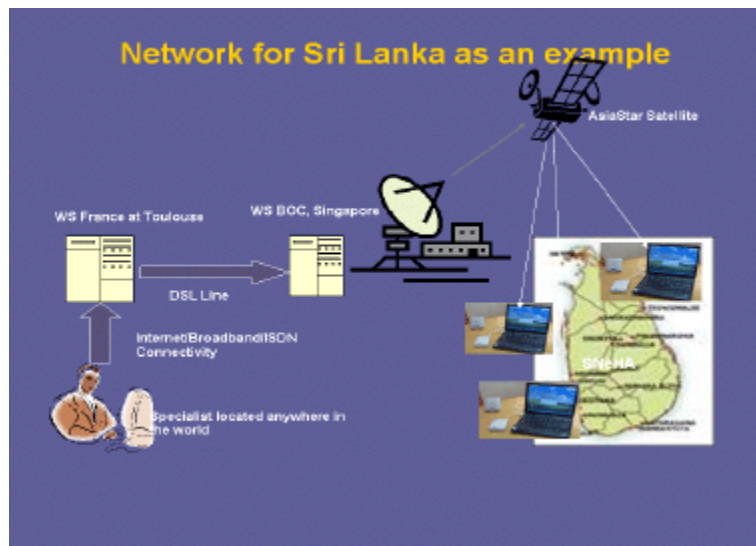 Network for Sri Lanka as an example
AsiaStar Satellite
WS France at Toulouse
WS BOC, Singapore
DSL Line
Internet/Broadband/ISDN
Connectivity
Specialist located anywhere in
the world
SNeHA